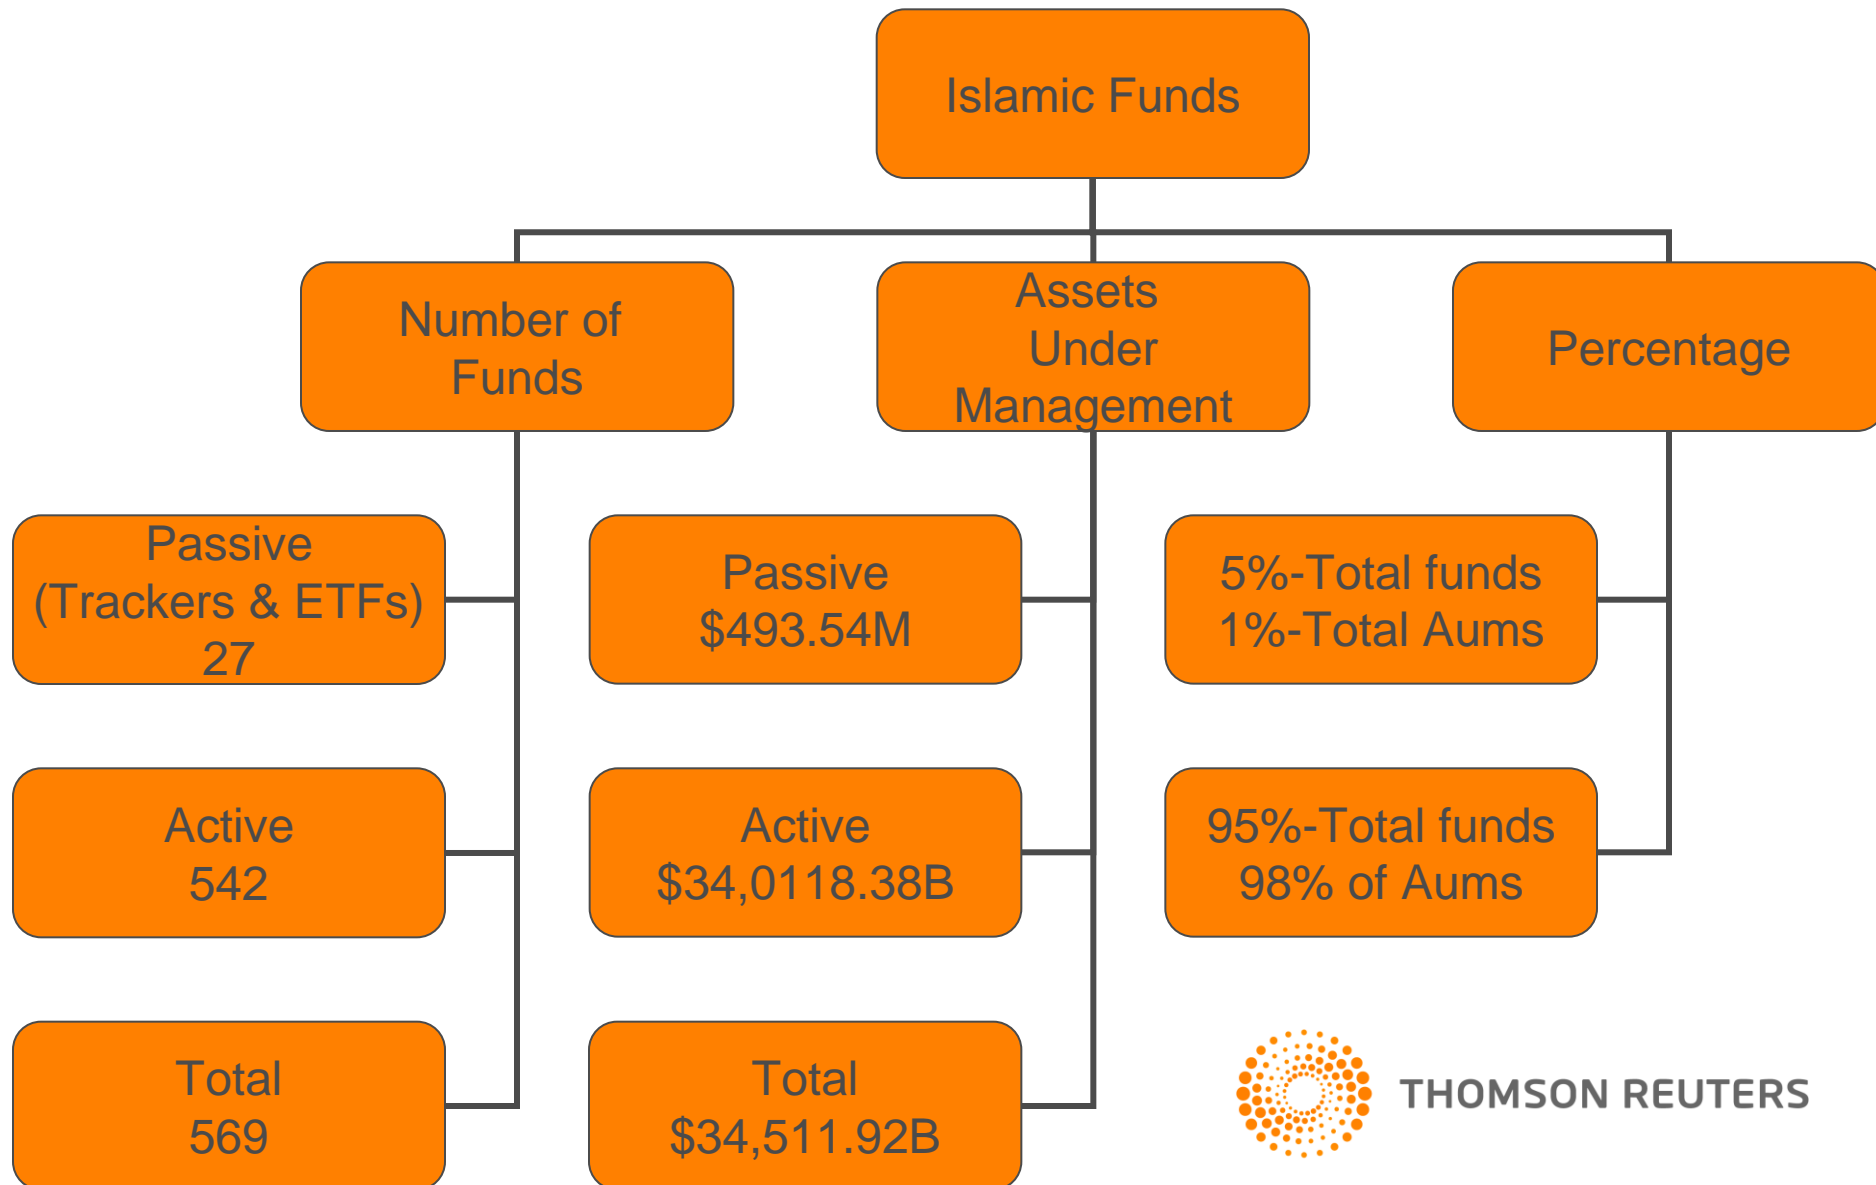 Islamic Funds
Number of
Funds
Assets
Under
Management
Percentage
Passive
(Trackers & ETFs)
27
Passive
$493.54M
5%-Total funds
1%-Total Aums
Active
542
Active
$34,0118.38B
95%-Total funds
98% of Aums
Total
569
Total
$34,511.92B
THOMSON REUTERS